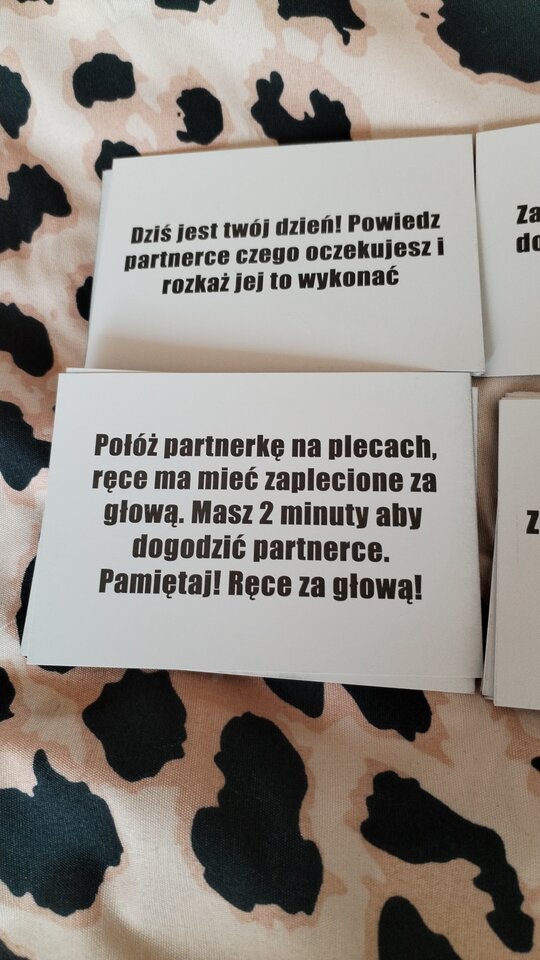 Dziś jest twój dzień! Powiedz
partnerce czego oczekujesz i
rozkaż jej to wykonać
Połóż partnerkę na plecach,
ręce ma mieć zaplecione za
głową. Masz 2 minuty aby
dogodzić partnerce.
Pamiętaj! Ręce za głową!